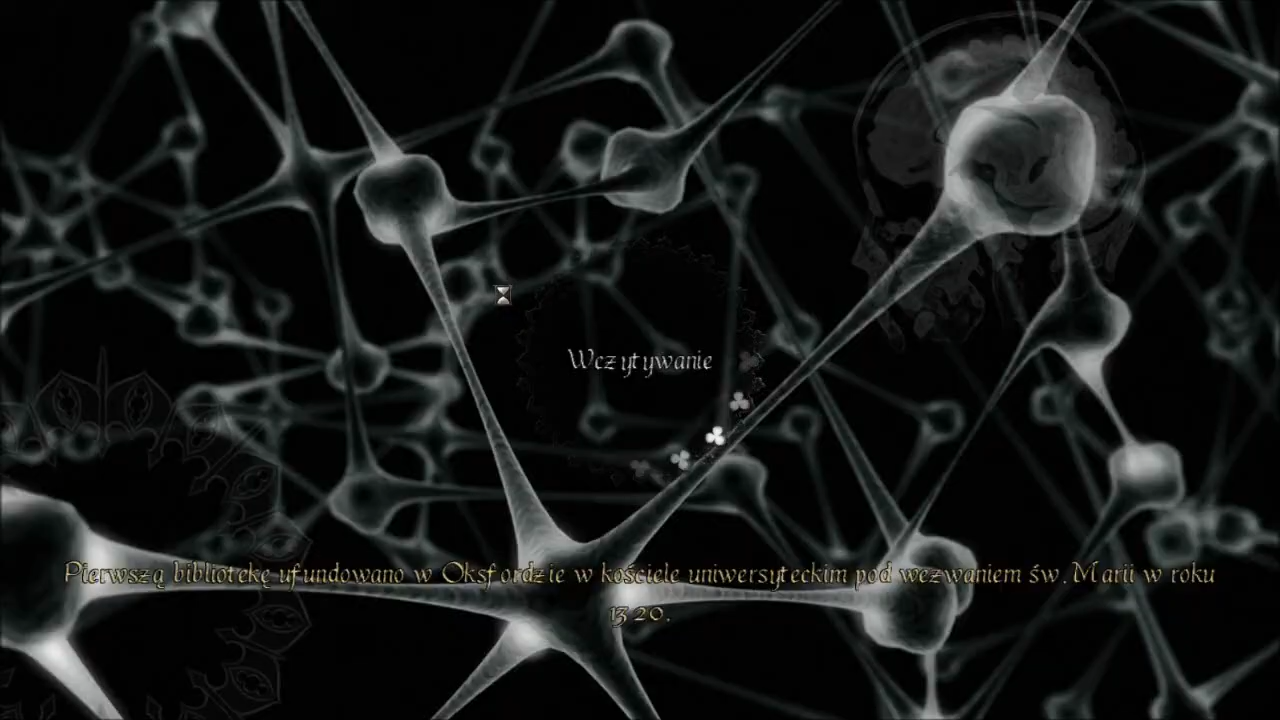 Wczytywanie
Pierwszą bibliotekę ufundowano w Oksfordzie w kościele uniwersyteckim pod wezwaniem św. Marii w roku
1320.